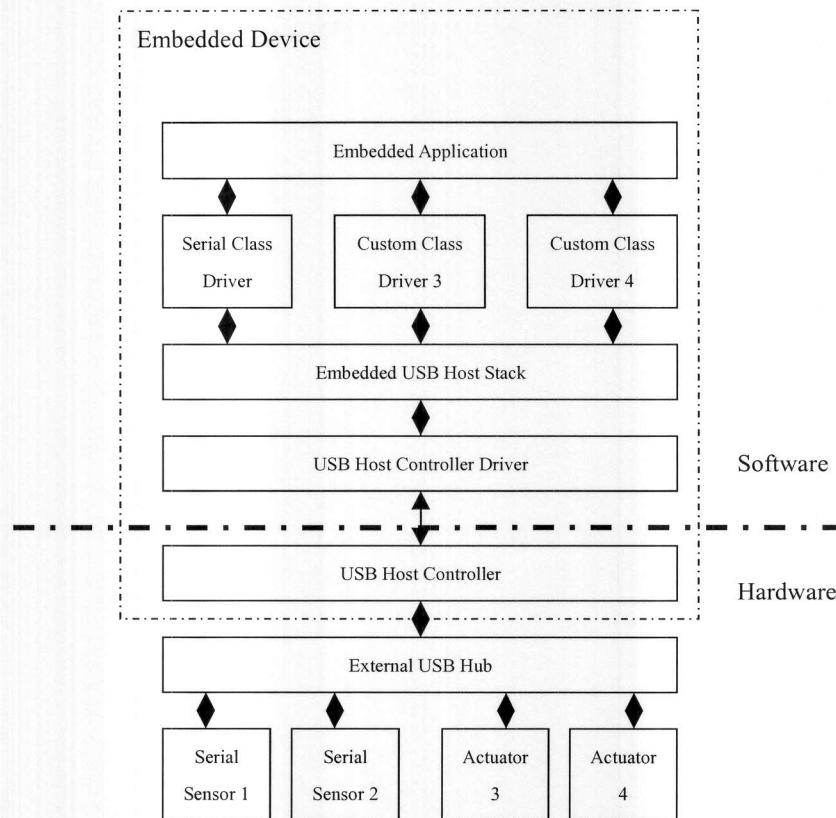 Embedded Device
Embedded Application
Serial Class
Driver
Custom Class
Driver 3
Custom Class
Driver 4
Embedded USB Host Stack
USB Host Controller Driver
Software
USB Host Controller
Hardware
External USB Hub
Serial
Sensor 1
Serial
Sensor 2
Actuator
3
Actuator
4